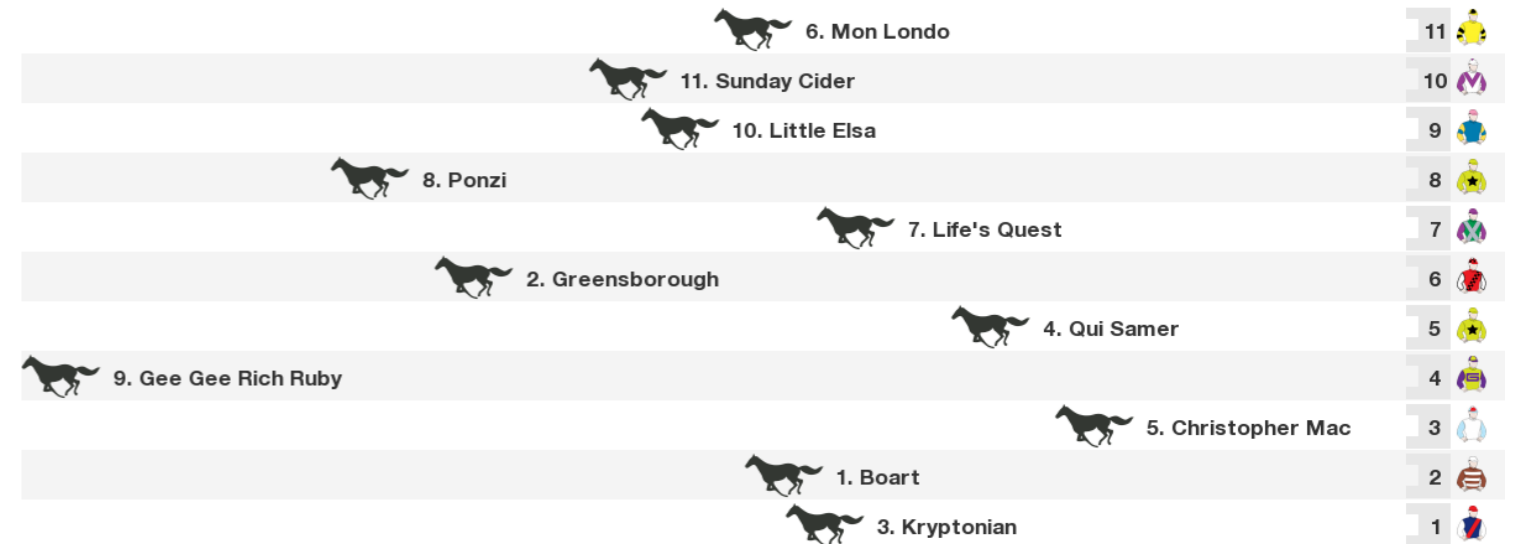 6. Mon Londo 11
11. Sunday Cider 10
10. Little Elsa 9
8. Ponzi 8
7. Life's Quest 7
2. Greensborough 6
4. Qui Samer 5
9. Gee Gee Rich Ruby 4
5. Christopher Mac 3
1. Boart 2
3. Kryptonian 1